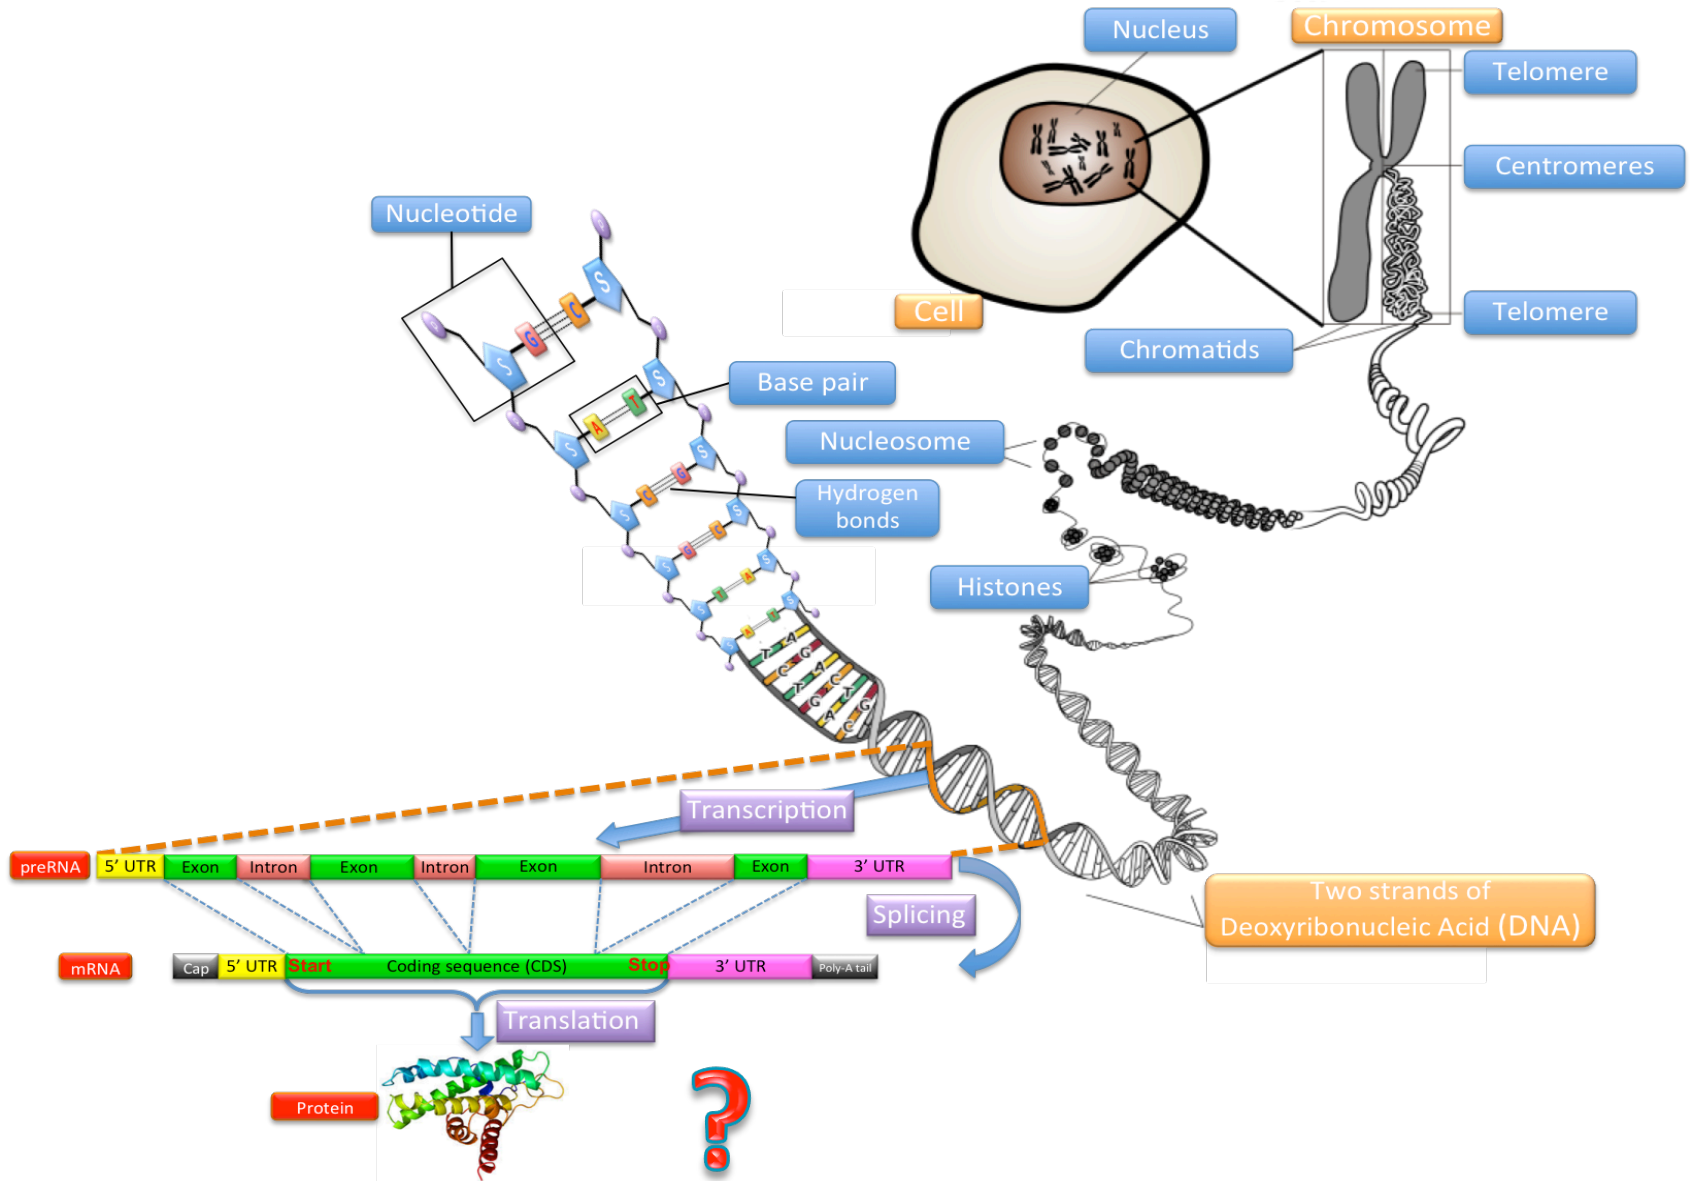 Nucleus
Chromosome
Telomere
Centromeres
Nucleotide
Cell
Telomere
Chromatids
Base pair
Nucleosome
Hydrogen
bonds
Histones
S
G C
S
A T
S
S
C G
S
S
G C
S
S
T A
S
S
A T
S
S
T A
C G
T A
G C
A T
C G
Transcription
preRNA
5’ UTR Exon Intron Exon Intron Exon Intron Exon 3’ UTR
Two strands of
Deoxyribonucleic Acid (DNA)
Splicing
mRNA
Cap 5’ UTR Start Coding sequence (CDS) Stop 3’ UTR Poly-A tail
Translation
Protein
?